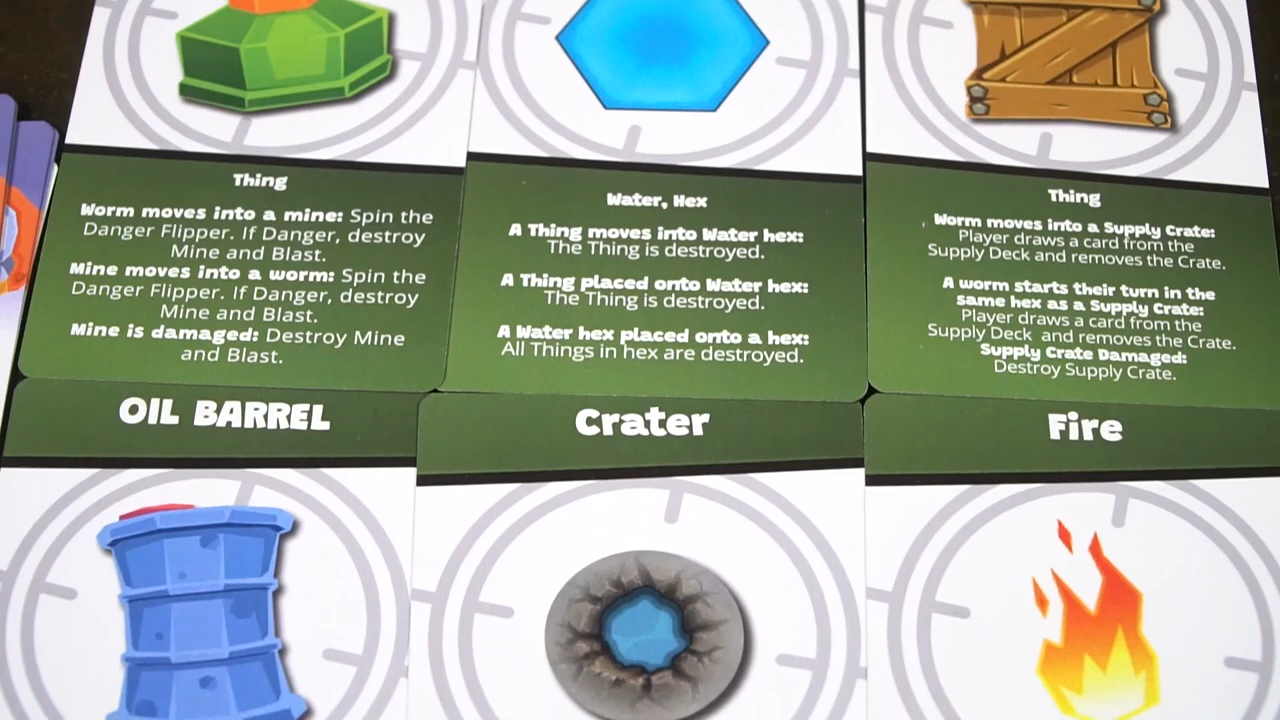 Thing
Worm moves into a mine: Spin the
Danger Flipper. If Danger, destroy
Mine and Blast.
Mine moves into a worm: Spin the
Danger Flipper. If Danger, destroy
Mine and Blast.
Mine is damaged: Destroy Mine
and Blast.
Water, Hex
A Thing moves into Water hex:
The Thing is destroyed.
A Thing placed onto Water hex:
The Thing is destroyed.
A Water hex placed onto a hex:
All Things in hex are destroyed.
Thing
Worm moves into a Supply Crate:
Player draws a card from the
Supply Deck and removes the Crate.
A worm starts their turn in the
same hex as a Supply Crate:
Player draws a card from the
Supply Deck and removes the Crate.
Supply Crate Damaged:
Destroy Supply Crate.
OIL BARREL
Crater
Fire